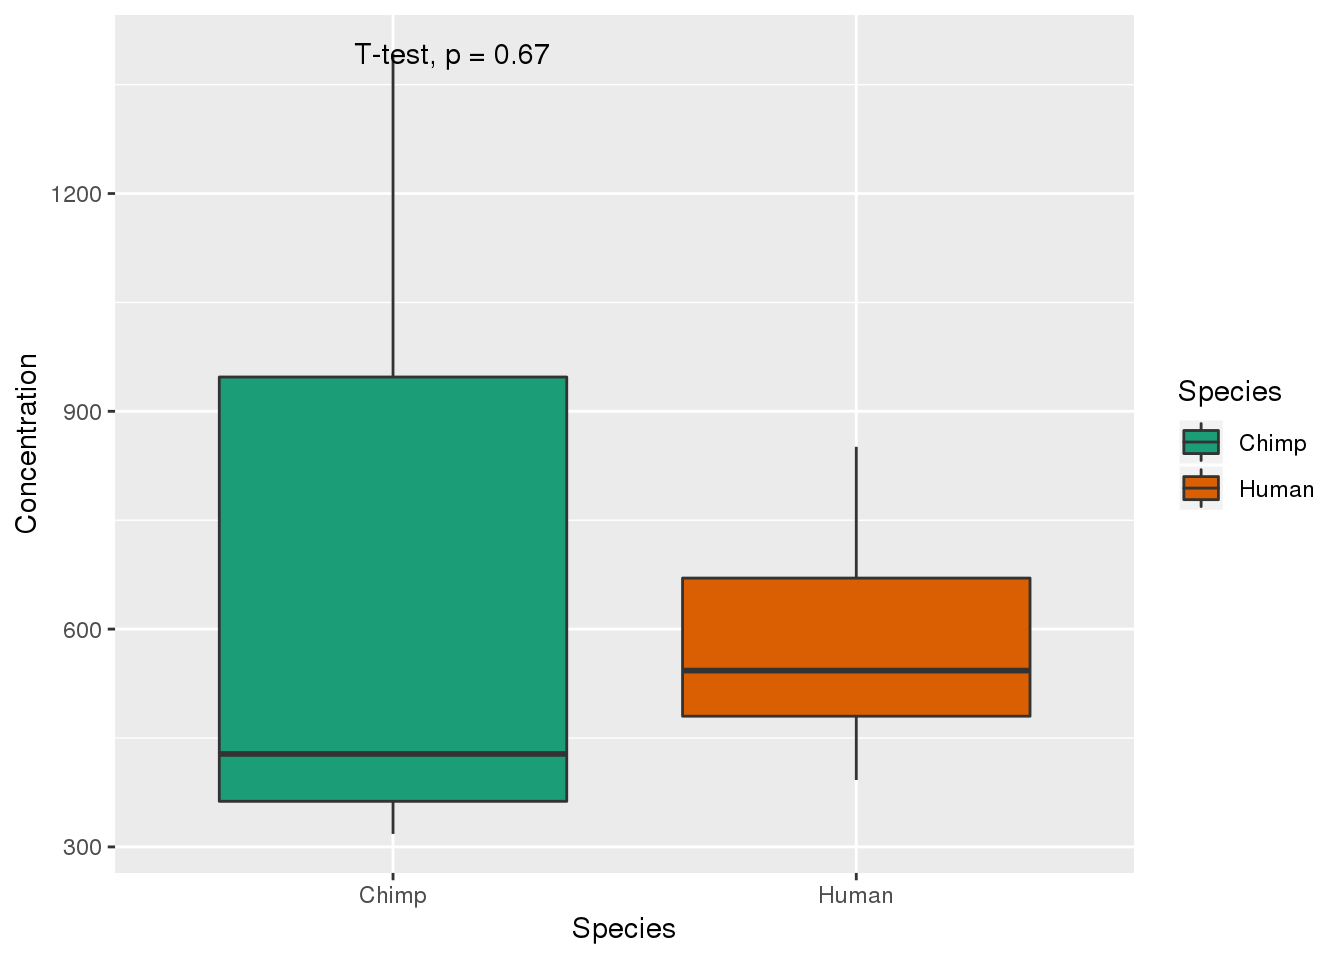 T-test, p = 0.67
1200
900
600
300
Concentration
Chimp
Human
Species
Species
Chimp
Human